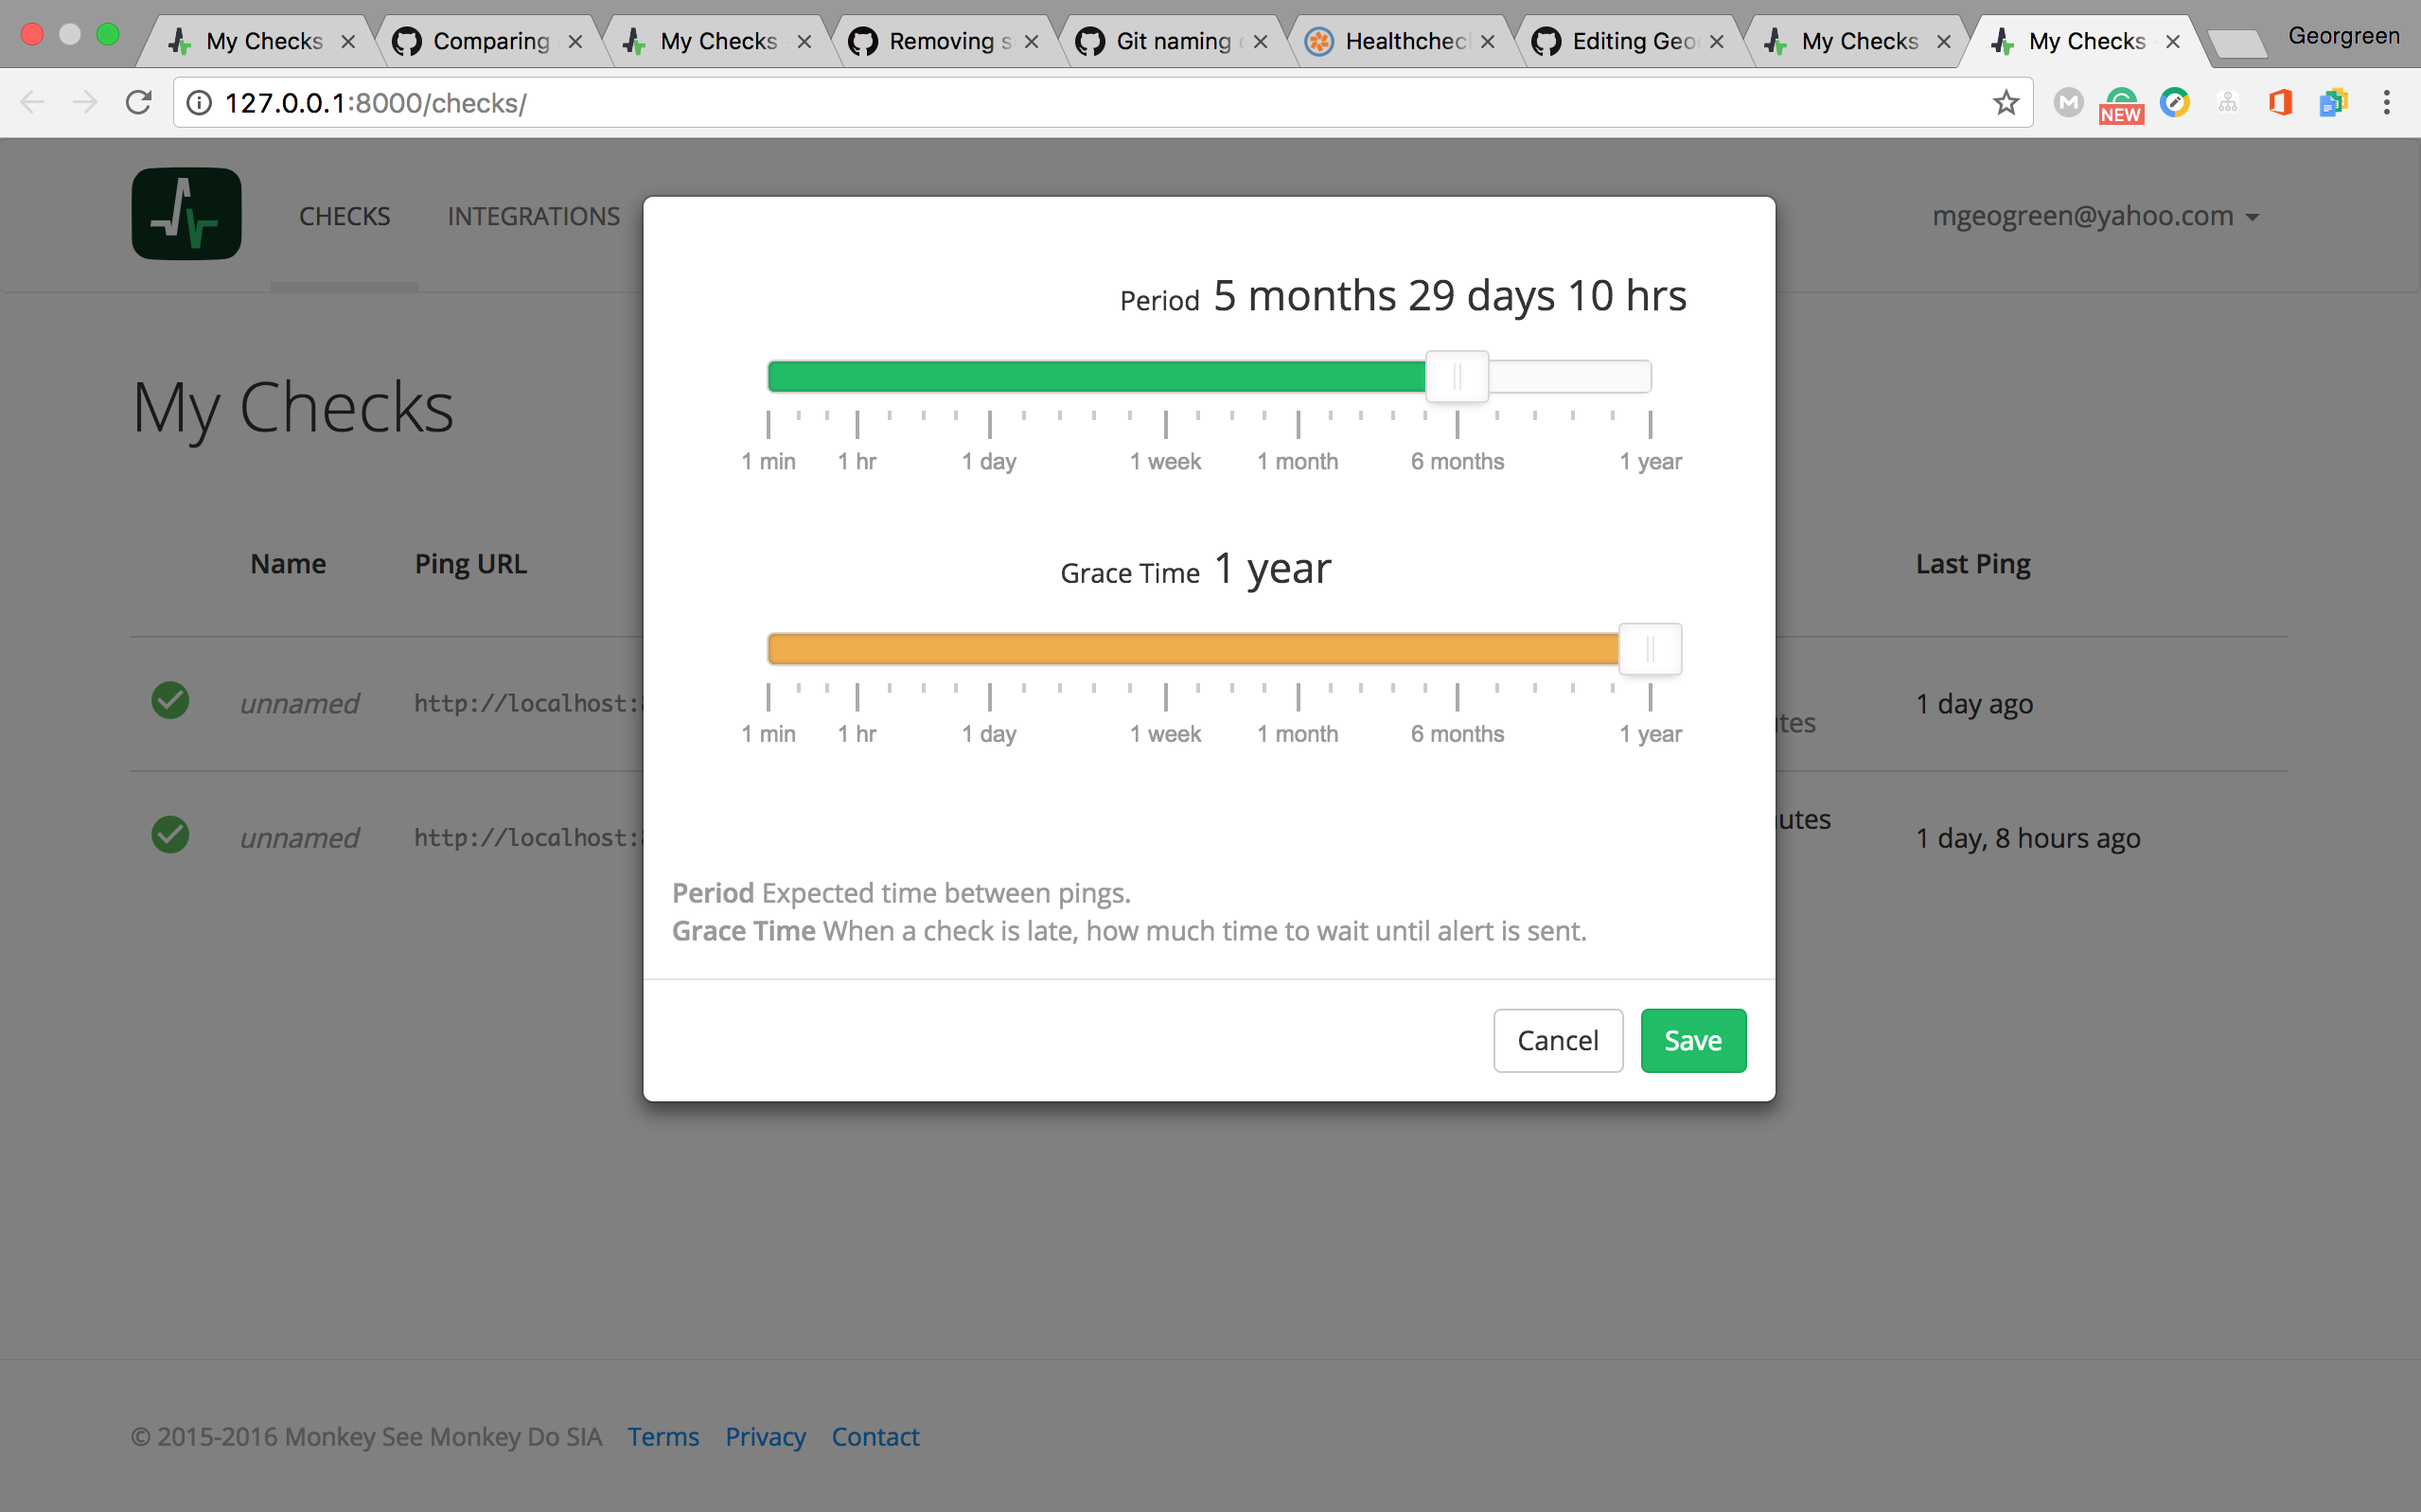 My Checks
Comparing
My Checks
Removing s
Git naming
Healthchec
Editing Geo
My Checks
My Checks
Georgreen
127.0.0.1:8000/checks/
NEW
CHECKS
INTEGRATIONS
mgeogreen@yahoo.com
Period 5 months 29 days 10 hrs
1 min 1 hr 1 day 1 week 1 month 6 months 1 year
My Checks
Grace Time 1 year
1 min 1 hr 1 day 1 week 1 month 6 months 1 year
Name Ping URL Last Ping
unnamed http://localhost: utes 1 day ago
unnamed http://localhost: utes 1 day, 8 hours ago
Period Expected time between pings.
Grace Time When a check is late, how much time to wait until alert is sent.
Cancel Save
© 2015-2016 Monkey See Monkey Do SIA Terms Privacy Contact